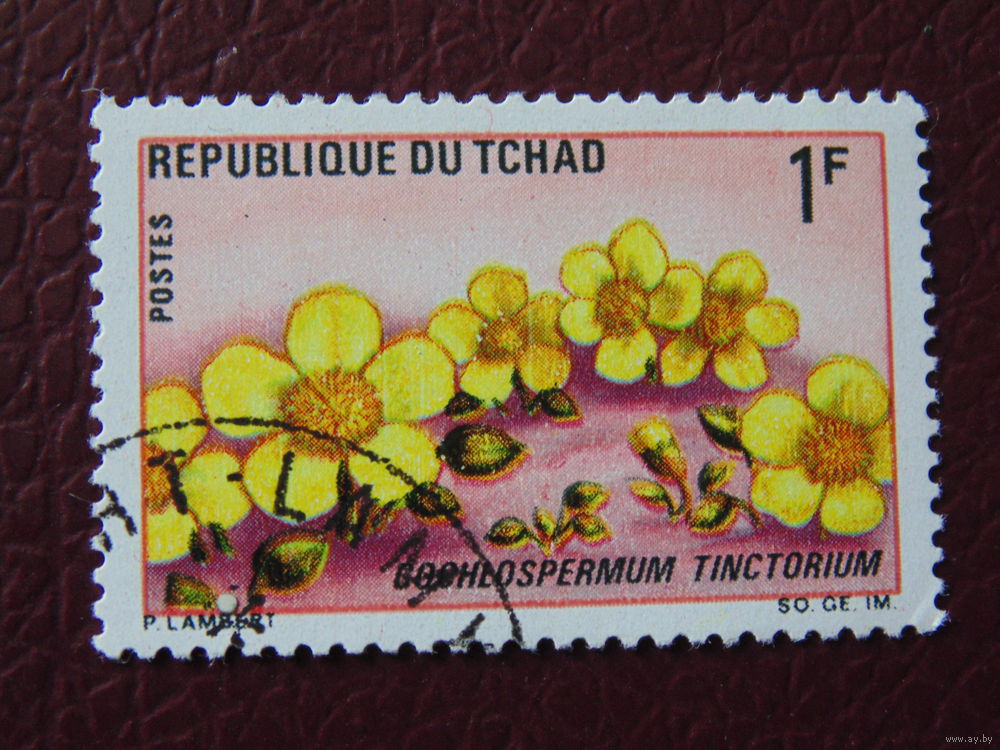 REPUBLIQUE DU TCHAD
1F
POSTES
COCHLOSPERMUM TINCTORIUM
P. LAMBERT
SO. GE. IM.
www.ay.by